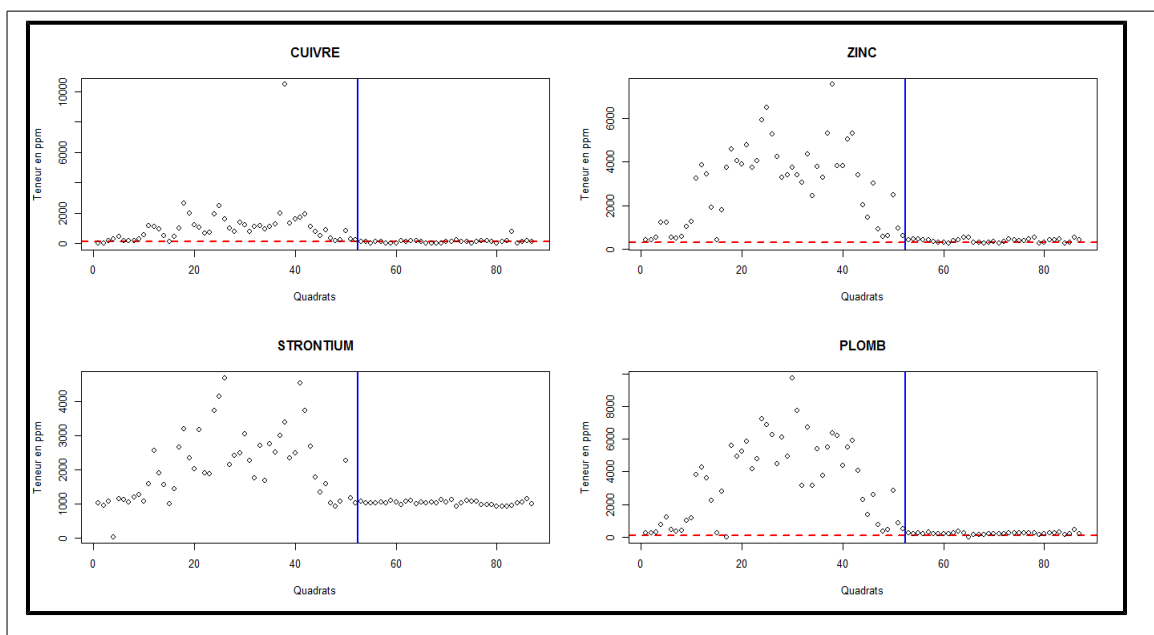 CUIVRE
Teneur en ppm
0 2000 6000 10000
0 20 40 60 80
Quadrats
ZINC
Teneur en ppm
0 2000 4000 6000
0 20 40 60 80
Quadrats
STRONTIUM
Teneur en ppm
0 1000 2000 3000 4000
0 20 40 60 80
Quadrats
PLOMB
Teneur en ppm
0 2000 4000 6000 8000
0 20 40 60 80
Quadrats